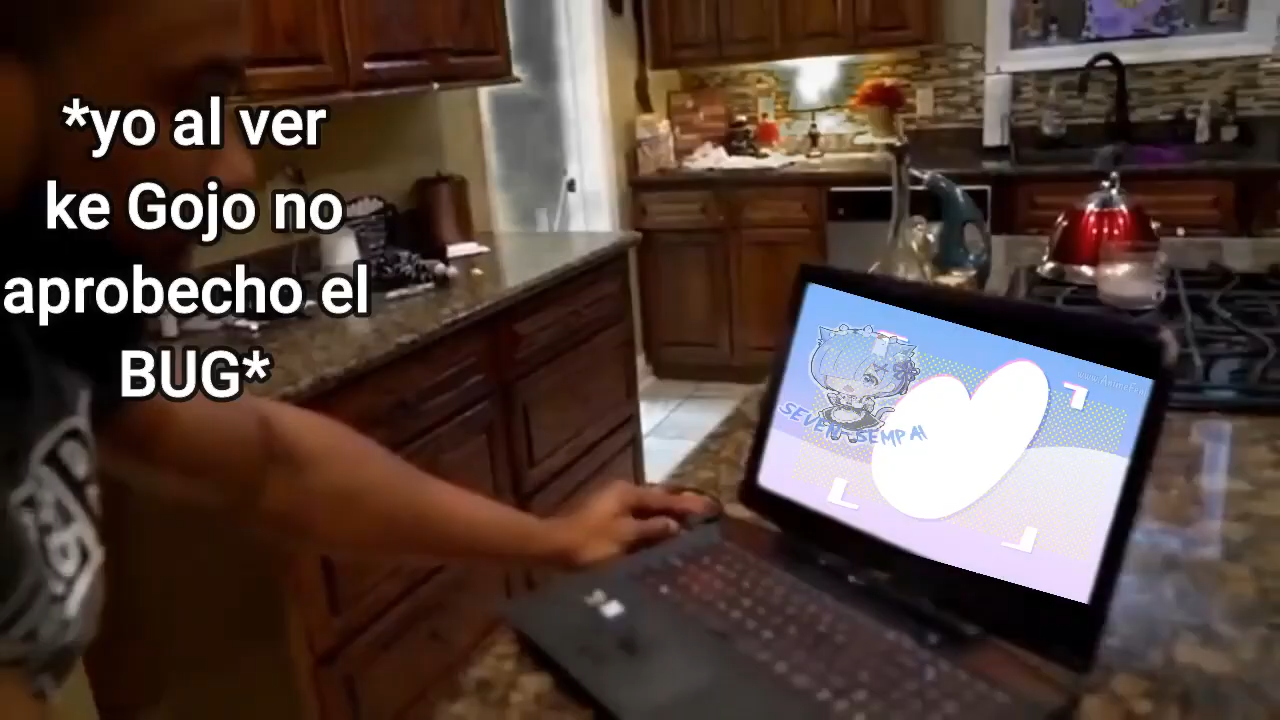 *yo al ver
ke Gojo no
aprobecho el
BUG*
SEVEN SEMPAI